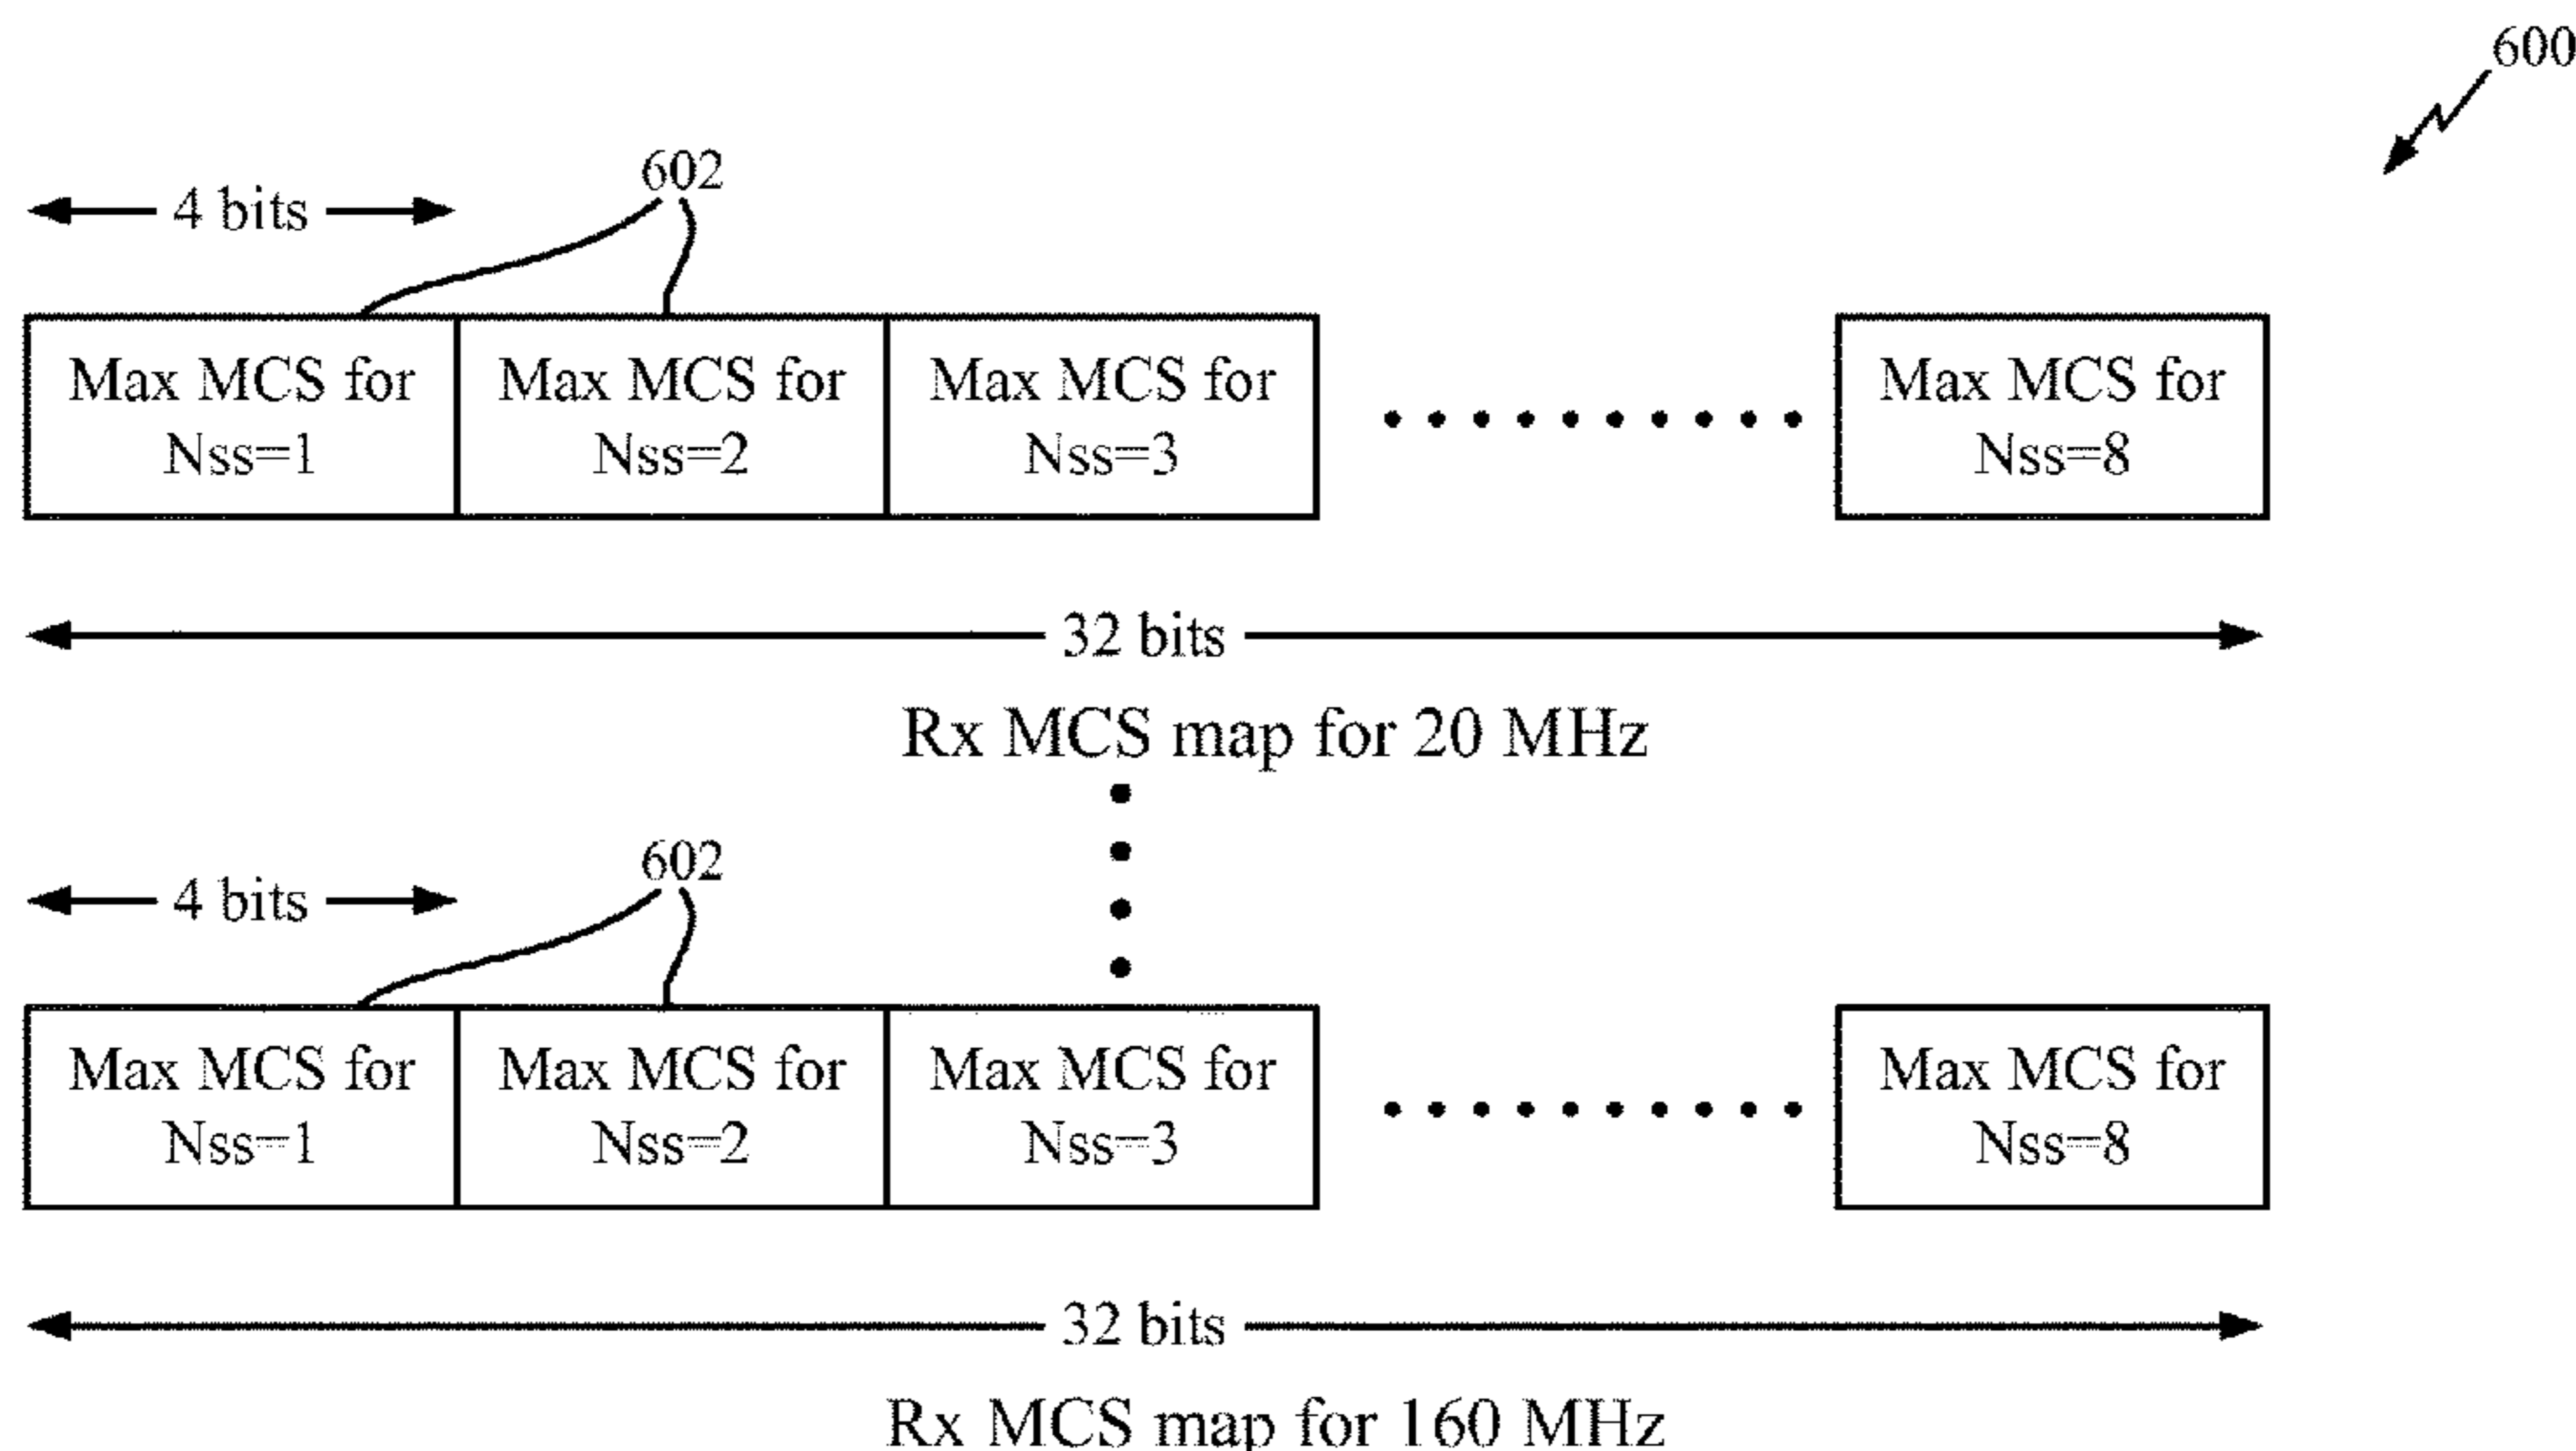 600
602
4 bits
Max MCS for
Nss=1
Max MCS for
Nss=2
Max MCS for
Nss=3
Max MCS for
Nss=8
32 bits
Rx MCS map for 20 MHz
602
4 bits
Max MCS for
Nss=1
Max MCS for
Nss=2
Max MCS for
Nss=3
Max MCS for
Nss=8
32 bits
Rx MCS map for 160 MHz